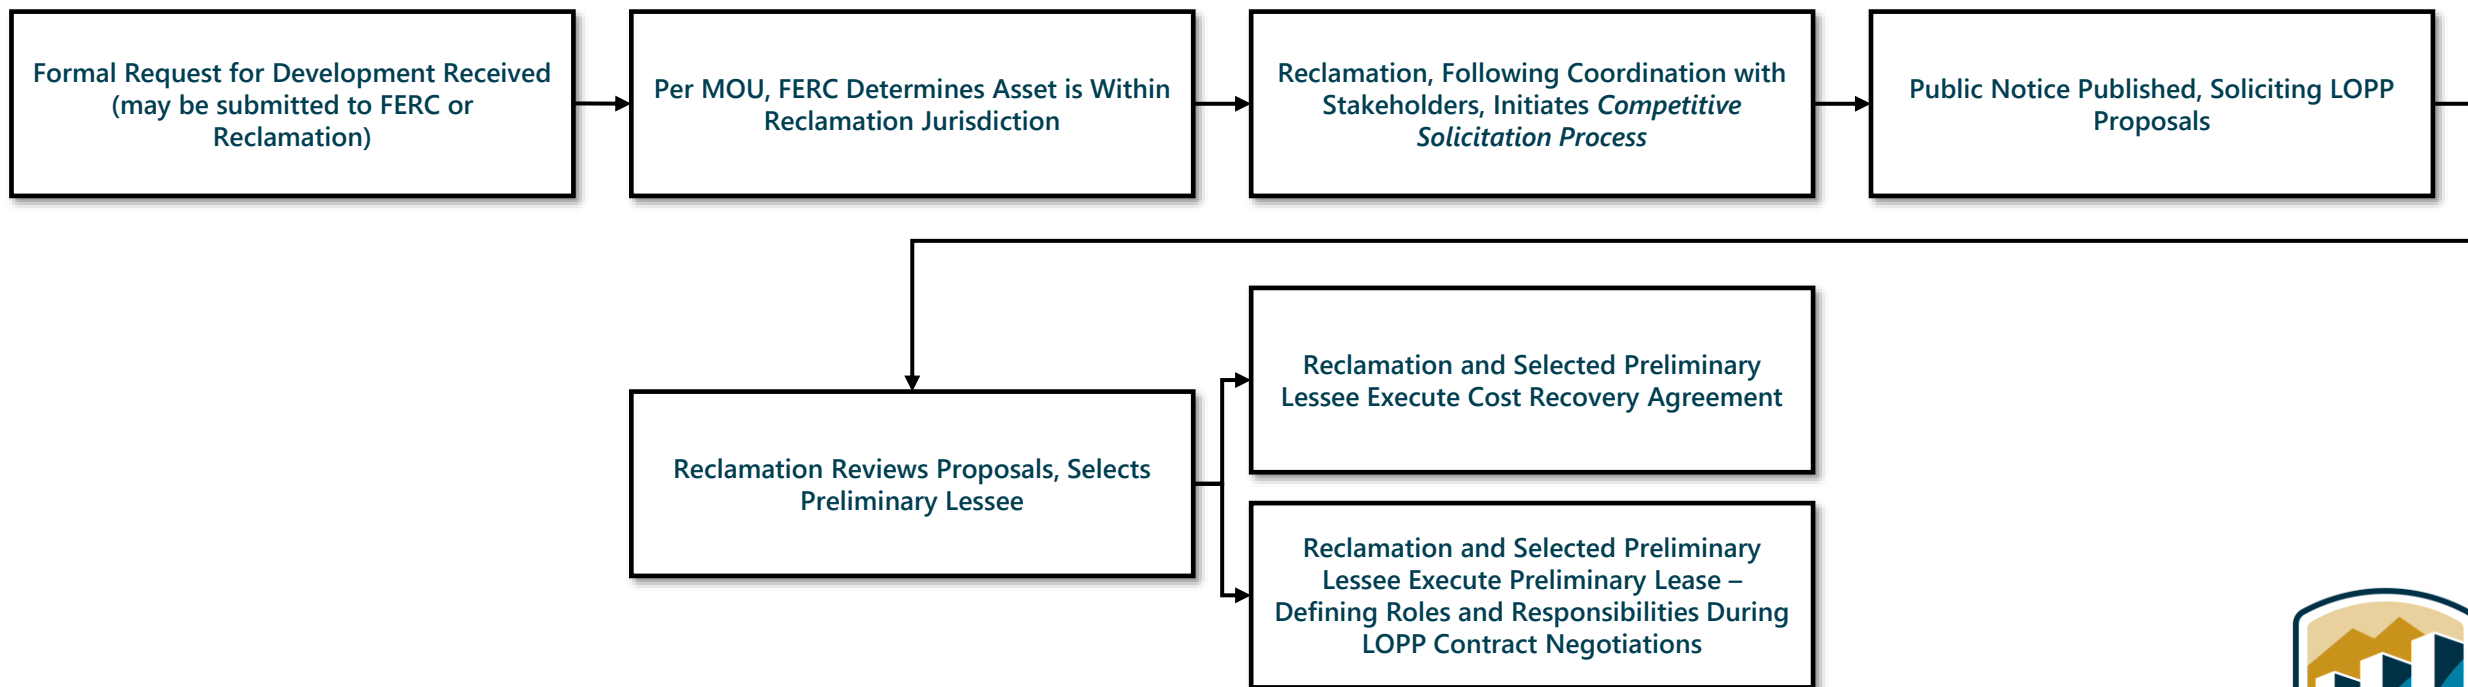 Formal Request for Development Received
(may be submitted to FERC or
Reclamation)
Per MOU, FERC Determines Asset is Within
Reclamation Jurisdiction
Reclamation, Following Coordination with
Stakeholders, Initiates Competitive
Solicitation Process
Public Notice Published, Soliciting LOPP
Proposals
Reclamation Reviews Proposals, Selects
Preliminary Lessee
Reclamation and Selected Preliminary
Lessee Execute Cost Recovery Agreement
Reclamation and Selected Preliminary
Lessee Execute Preliminary Lease –
Defining Roles and Responsibilities During
LOPP Contract Negotiations